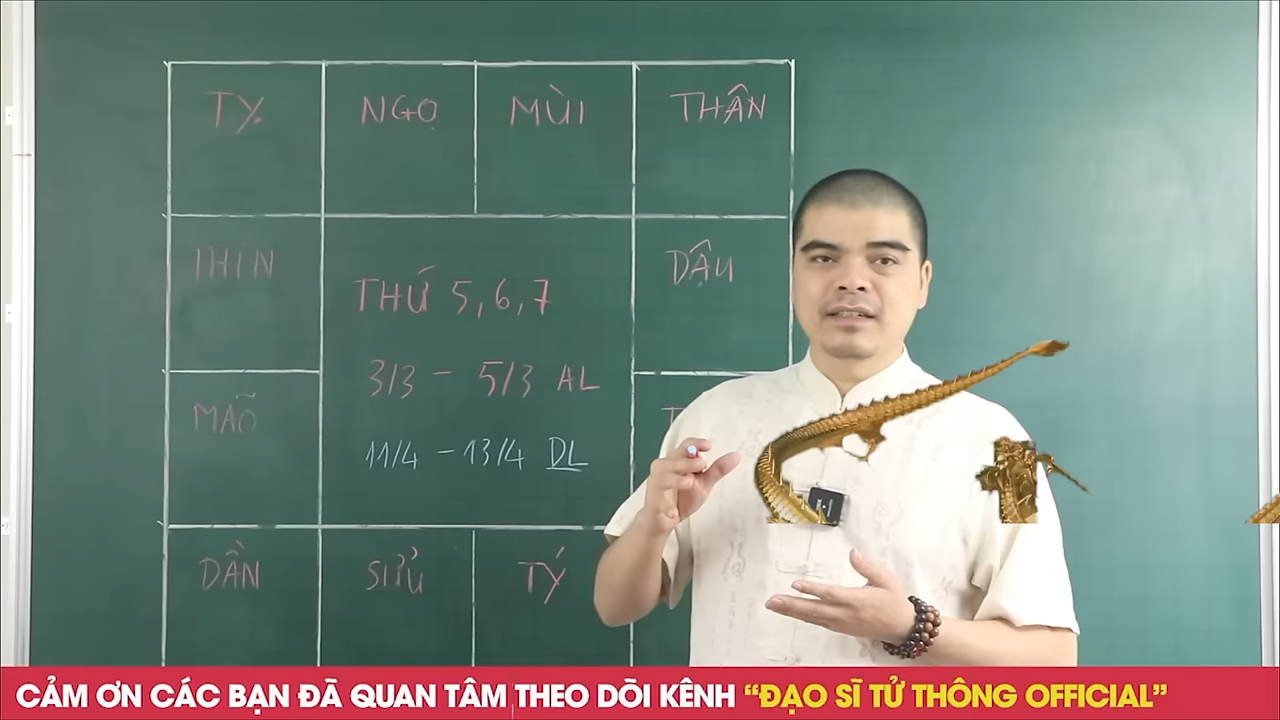 TỴ NGỌ MÙI THÂN
THÌN DẬU
THỨ 5, 6, 7
3/3 - 5/3 AL
MÃO
11/4 - 13/4 DL
DẦN SỬU TÝ
CẢM ƠN CÁC BẠN ĐÃ QUAN TÂM THEO DÕI KÊNH “ĐẠO SĨ TỬ THÔNG OFFICIAL”